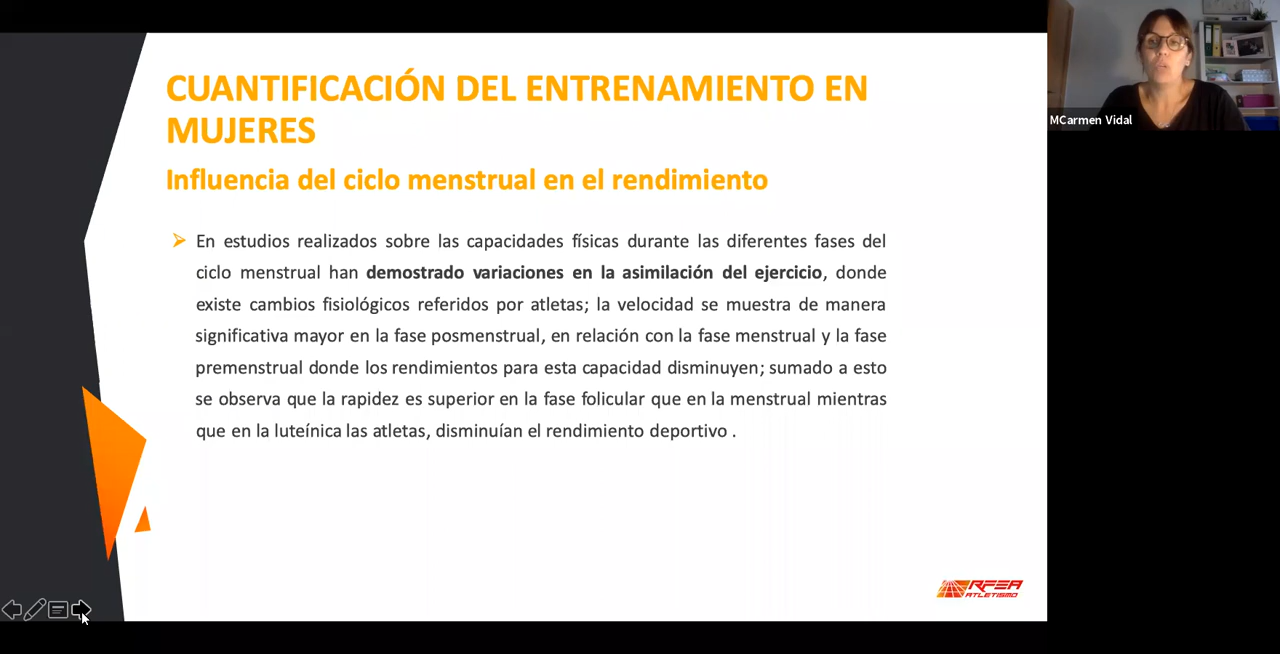 CUANTIFICACIÓN DEL ENTRENAMIENTO EN
MUJERES
Influencia del ciclo menstrual en el rendimiento
En estudios realizados sobre las capacidades físicas durante las diferentes fases del
ciclo menstrual han demostrado variaciones en la asimilación del ejercicio, donde
existe cambios fisiológicos referidos por atletas; la velocidad se muestra de manera
significativa mayor en la fase posmenstrual, en relación con la fase menstrual y la fase
premenstrual donde los rendimientos para esta capacidad disminuyen; sumado a esto
se observa que la rapidez es superior en la fase folicular que en la menstrual mientras
que en la luteínica las atletas, disminuían el rendimiento deportivo .
RFEA
ATLETISMO
MCarmen Vidal